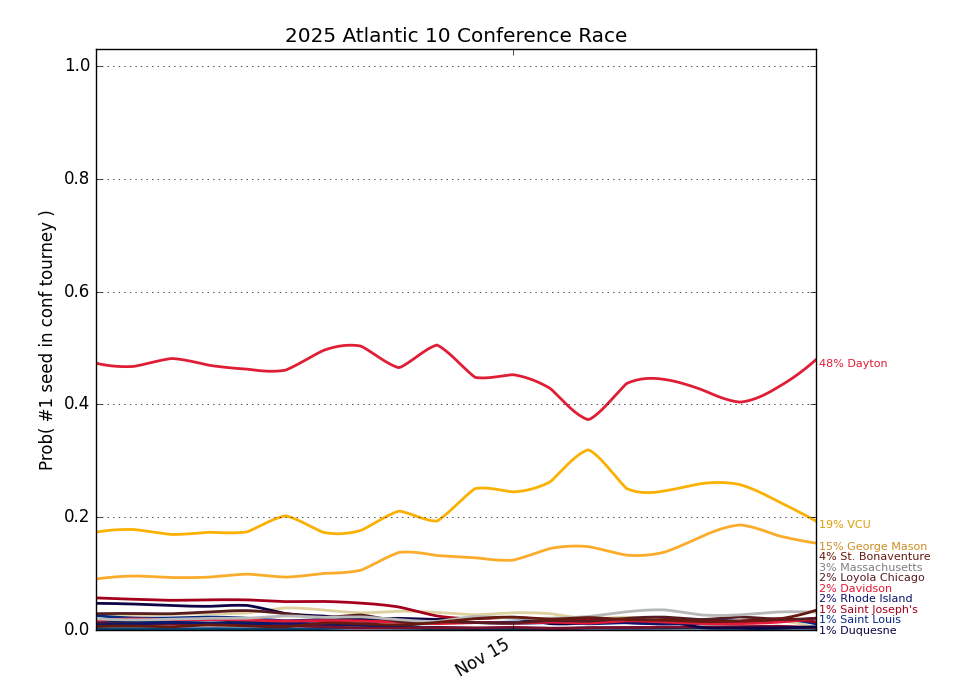 2025 Atlantic 10 Conference Race
Prob( #1 seed in conf tourney )
1.0
0.8
0.6
0.4
0.2
0.0
Nov 15
48% Dayton
19% VCU
15% George Mason
4% St. Bonaventure
3% Massachusetts
2% Loyola Chicago
2% Davidson
2% Rhode Island
1% Saint Joseph's
1% Saint Louis
1% Duquesne